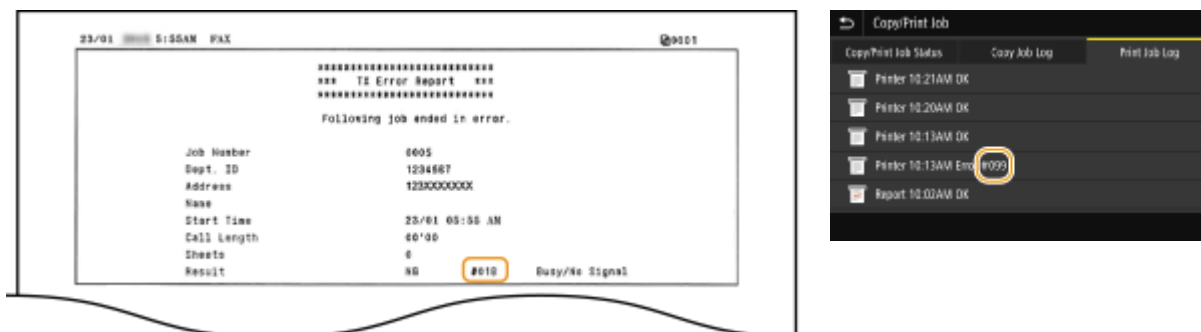 23/01 5:55AM FAX 0001
****************************
*** TX Error Report ***
****************************
Following job ended in error.
Job Number 0005
Dept. ID 1234567
Address 123XXXXXXX
Name
Start Time 23/01 05:55 AM
Call Length 00'00
Sheets 0
Result NG #018 Busy/No Signal
Copy/Print Job
Copy/Print Job Status Copy Job Log Print Job Log
Printer 10:21AM OK
Printer 10:20AM OK
Printer 10:13AM OK
Printer 10:13AM Error #099
Report 10:02AM OK